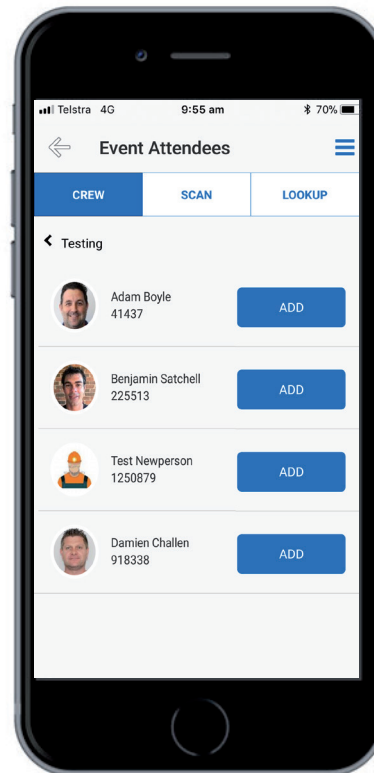 Telstra 4G 9:55 am 70%
Event Attendees
CREW SCAN LOOKUP
Testing
Adam Boyle
41437
ADD
Benjamin Satchell
225513
ADD
Test Newperson
1250879
ADD
Damien Challen
918338
ADD